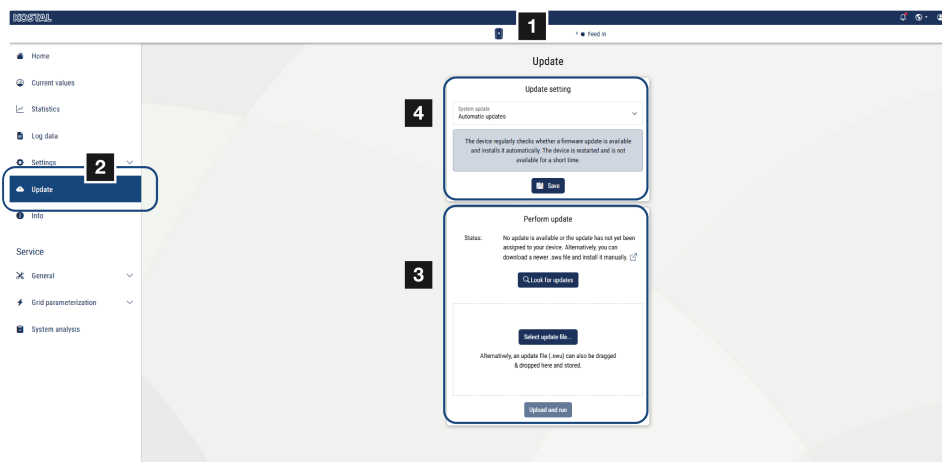 KOSTAL
1
Feed In
Home
Current values
Statistics
Log data
Settings
2
Update
Info
Service
General
Grid parameterization
System analysis
Update
4
Update setting
System update
Automatic updates
The device regularly checks whether a firmware update is available
and installs it automatically. The device is restarted and is not
available for a short time.
Save
3
Perform update
Status: No update is available or the update has not yet been
assigned to your device. Alternatively, you can
download a newer .swu file and install it manually.
Look for updates
Select update file...
Alternatively, an update file (.swu) can also be dragged
& dropped here and stored.
Upload and run